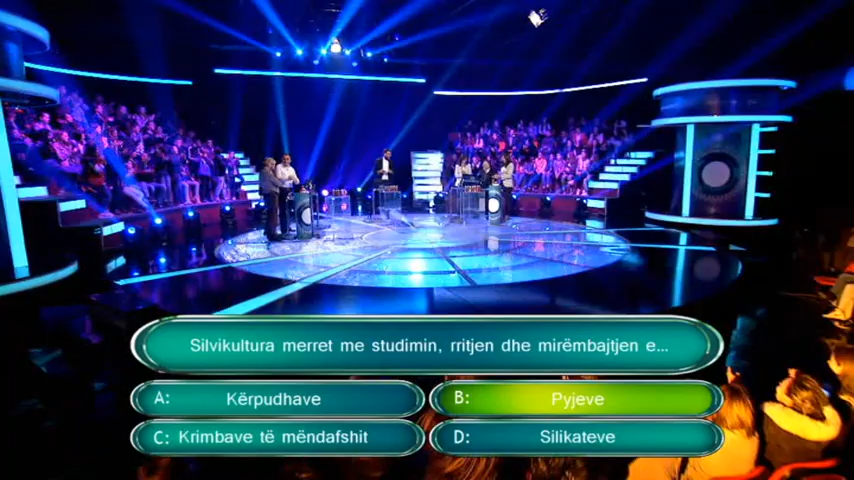 Silvikultura merret me studimin, rritjen dhe mirëmbajtjen e...
A: Kërpudhave
B: Pyjeve
C: Krimbave të mëndafshit
D: Silikateve